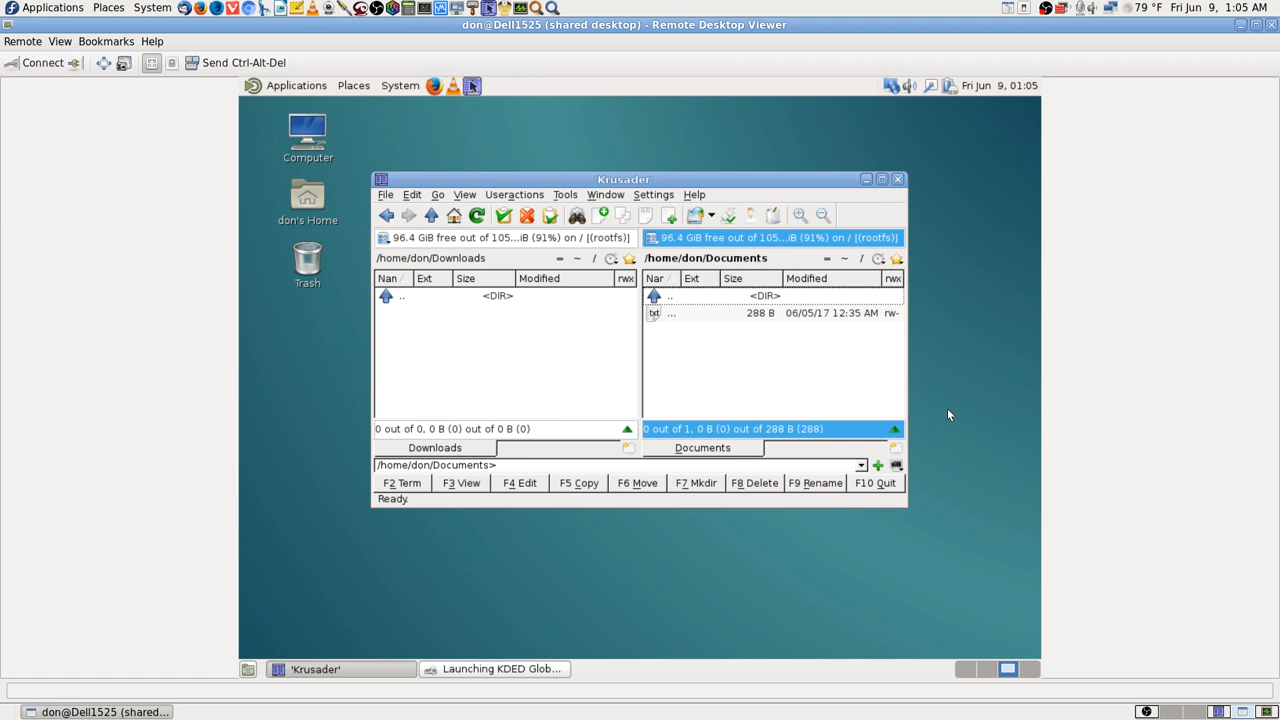 Applications Places System 79 °F Fri Jun 9, 1:05 AM
don@Dell1525 (shared desktop) - Remote Desktop Viewer
Remote View Bookmarks Help
Connect Send Ctrl-Alt-Del
Applications Places System Fri Jun 9, 01:05
Computer
don's Home
Trash
'Krusader'
File Edit Go View Useractions Tools Window Settings Help
96.4 GiB free out of 105...iB (91%) on / [(rootfs)] 96.4 GiB free out of 105...iB (91%) on / [(rootfs)]
/home/don/Downloads = ~ / /home/don/Documents = ~ /
Nan Ext Size Modified rwx Nar Ext Size Modified rwx
.. <DIR> .. <DIR>
txt ... 288 B 06/05/17 12:35 AM rw-
0 out of 0, 0 B (0) out of 0 B (0) 0 out of 1, 0 B (0) out of 288 B (288)
Downloads Documents
/home/don/Documents>
F2 Term F3 View F4 Edit F5 Copy F6 Move F7 Mkdir F8 Delete F9 Rename F10 Quit
Ready.
'Krusader' Launching KDED Glob...
don@Dell1525 (shared...